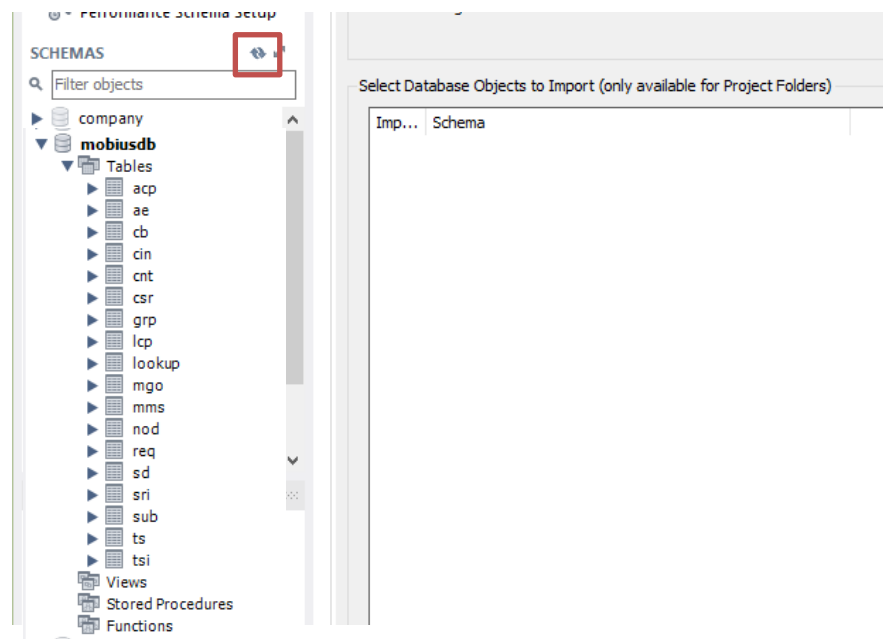 Performance Schema Setup
SCHEMAS
Filter objects
company
mobiusdb
Tables
acp
ae
cb
cin
cnt
csr
grp
lcp
lookup
mgo
mms
nod
req
sd
sri
sub
ts
tsi
Views
Stored Procedures
Functions
Select Database Objects to Import (only available for Project Folders)
Imp... Schema